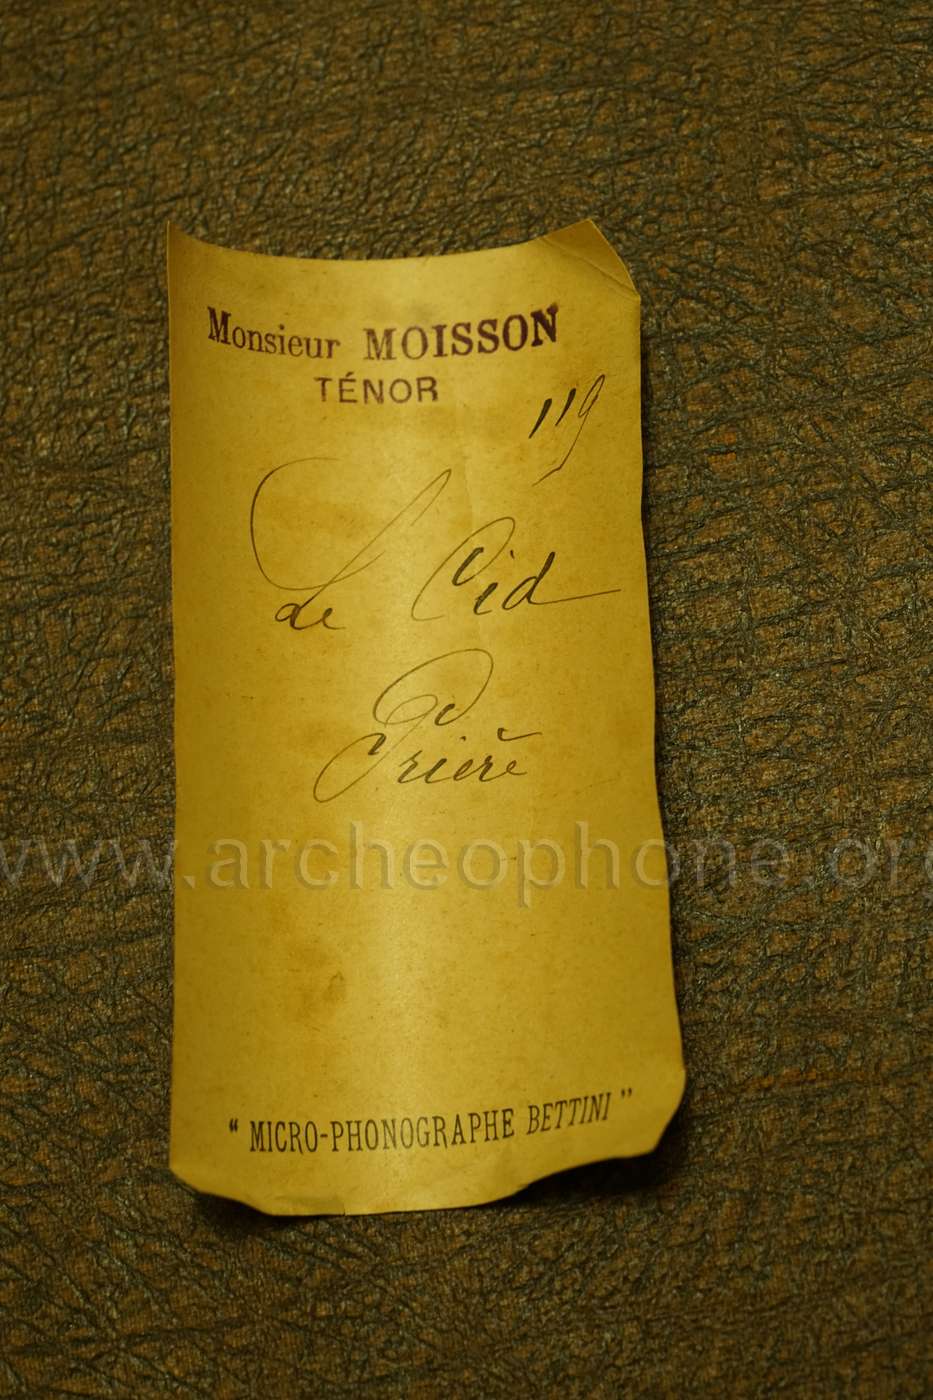 Monsieur MOISSON
TÉNOR
119
Le Cid
Prière
www.archeophone.org
“ MICRO-PHONOGRAPHE BETTINI ”